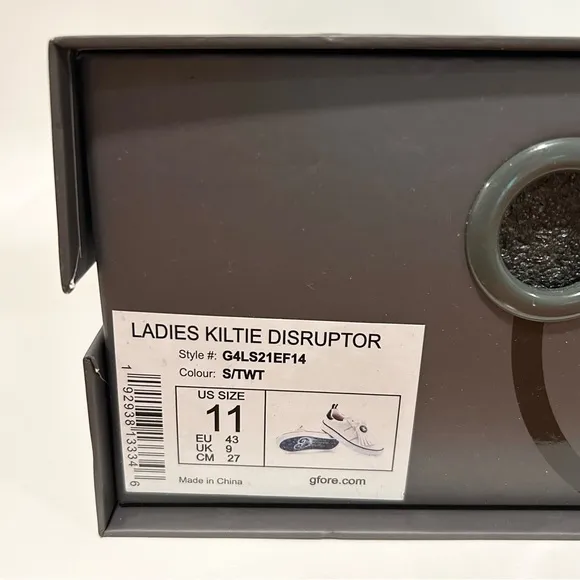 LADIES KILTIE DISRUPTOR
Style #: G4LS21EF14
Colour: S/TWT
US SIZE
11
EU 43
UK 9
CM 27
Made in China
gfore.com
1 92938 13334 6